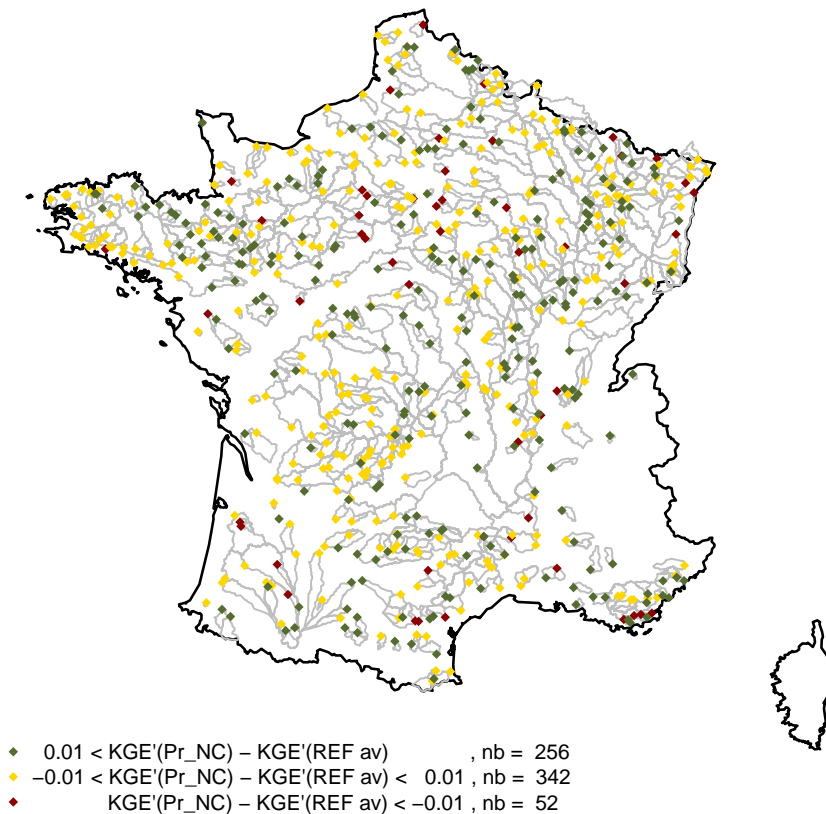 0.01 < KGE'(Pr_NC) − KGE'(REF av) , nb = 256
−0.01 < KGE'(Pr_NC) − KGE'(REF av) < 0.01 , nb = 342
KGE'(Pr_NC) − KGE'(REF av) < −0.01 , nb = 52